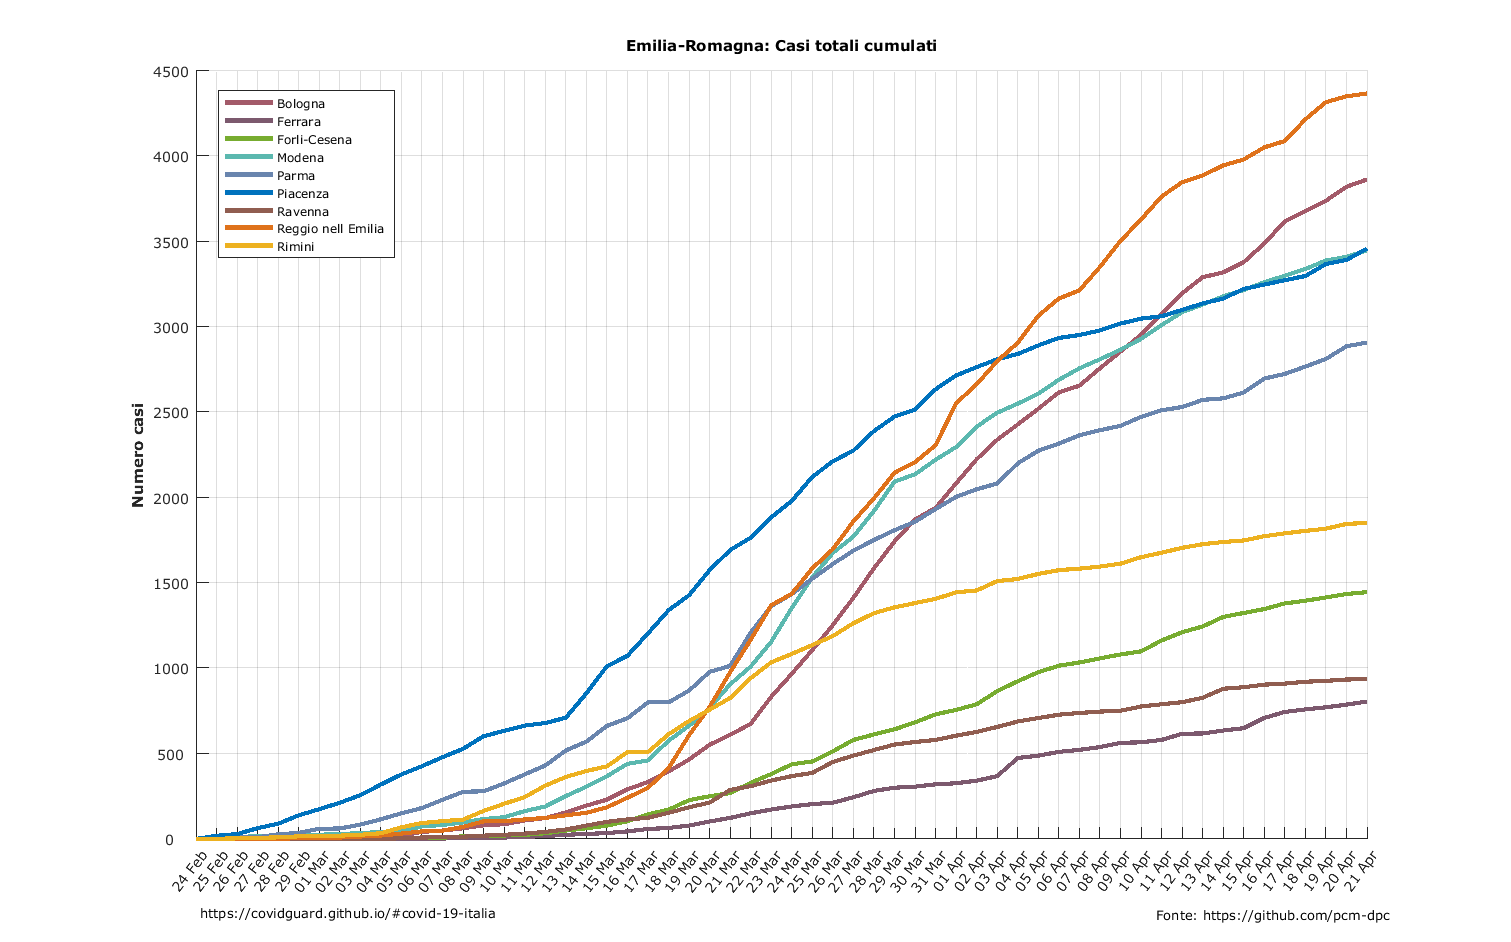 Emilia-Romagna: Casi totali cumulati
4500
4000
3500
3000
2500
2000
1500
1000
500
0
Numero casi
Bologna
Ferrara
Forlì-Cesena
Modena
Parma
Piacenza
Ravenna
Reggio nell Emilia
Rimini
24 Feb
25 Feb
26 Feb
27 Feb
28 Feb
29 Feb
01 Mar
02 Mar
03 Mar
04 Mar
05 Mar
06 Mar
07 Mar
08 Mar
09 Mar
10 Mar
11 Mar
12 Mar
13 Mar
14 Mar
15 Mar
16 Mar
17 Mar
18 Mar
19 Mar
20 Mar
21 Mar
22 Mar
23 Mar
24 Mar
25 Mar
26 Mar
27 Mar
28 Mar
29 Mar
30 Mar
31 Mar
01 Apr
02 Apr
03 Apr
04 Apr
05 Apr
06 Apr
07 Apr
08 Apr
09 Apr
10 Apr
11 Apr
12 Apr
13 Apr
14 Apr
15 Apr
16 Apr
17 Apr
18 Apr
19 Apr
20 Apr
21 Apr
https://covidguard.github.io/#covid-19-italia
Fonte: https://github.com/pcm-dpc